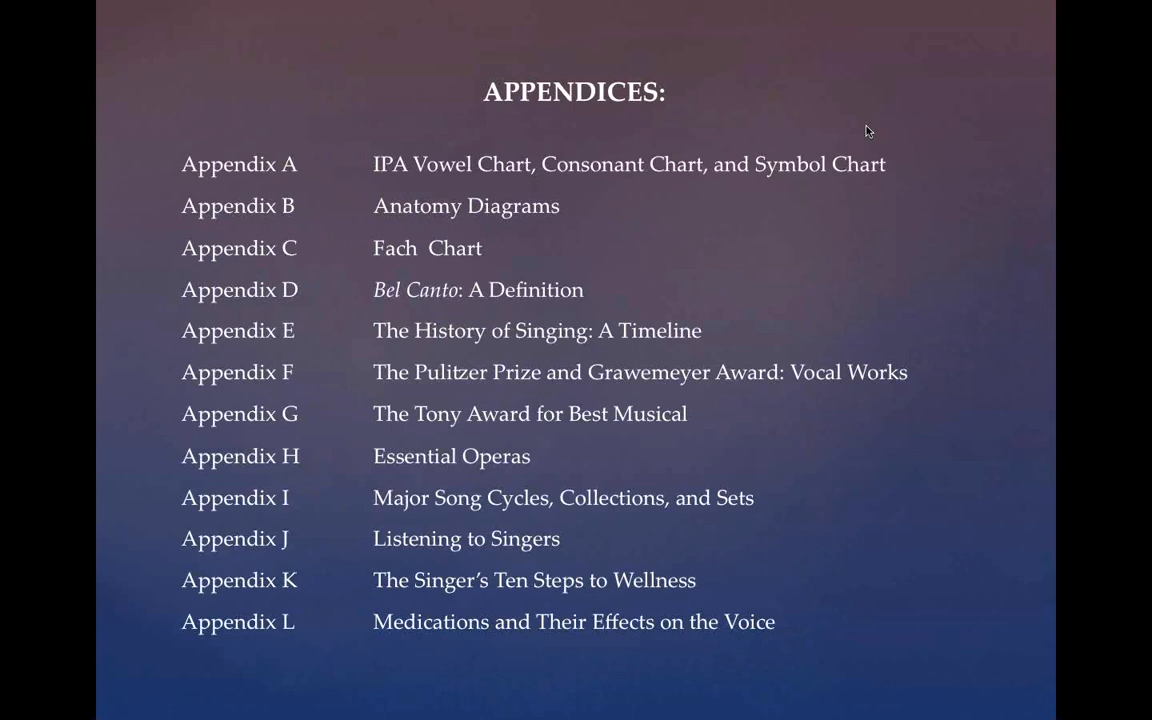 APPENDICES:
Appendix A IPA Vowel Chart, Consonant Chart, and Symbol Chart
Appendix B Anatomy Diagrams
Appendix C Fach  Chart
Appendix D Bel Canto: A Definition
Appendix E The History of Singing: A Timeline
Appendix F The Pulitzer Prize and Grawemeyer Award: Vocal Works
Appendix G The Tony Award for Best Musical
Appendix H Essential Operas
Appendix I Major Song Cycles, Collections, and Sets
Appendix J Listening to Singers
Appendix K The Singer’s Ten Steps to Wellness
Appendix L Medications and Their Effects on the Voice